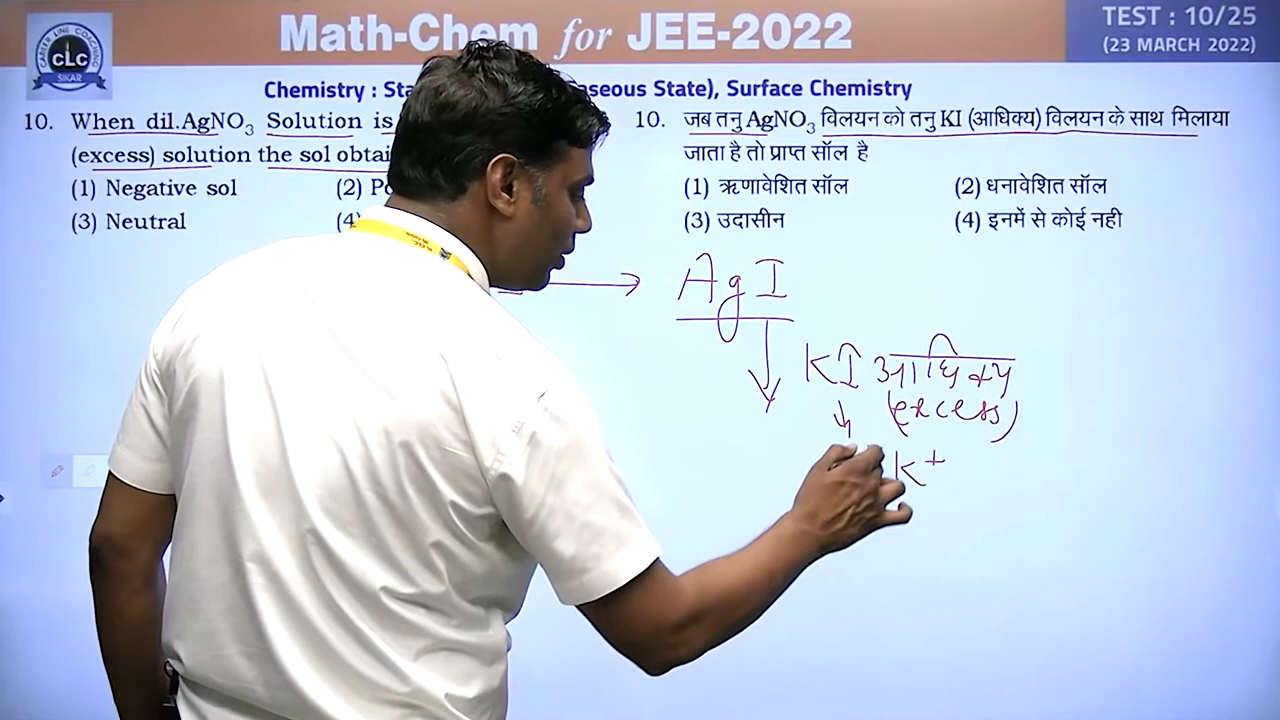 Math-Chem for JEE-2022
TEST : 10/25
(23 MARCH 2022)
CAREER LINE COACHING
CLC
SIKAR
Chemistry : aseous State), Surface Chemistry
10. When dil.AgNO₃ Solution is
(excess) solution the sol
(1) Negative sol (2)
(3) Neutral (4)
10. जब तनु AgNO₃ विलयन को तनु KI (आधिक्य) विलयन के साथ मिलाया
जाता है तो प्राप्त सॉल है
(1) ऋणावेशित सॉल (2) धनावेशित सॉल
(3) उदासीन (4) इनमें से कोई नही
AgI
KI आधिक्य
(excess)
K⁺